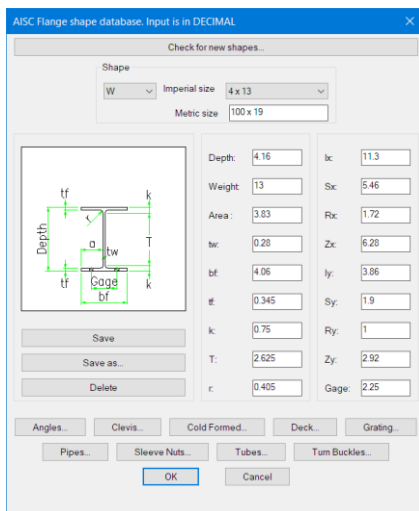 AISC Flange shape database. Input is in DECIMAL
Check for new shapes...
Shape
W Imperial size 4 x 13
Metric size 100 x 19
tf k
r
Depth a T
tw
tf Gage k
bf
Depth: 4.16 Ix: 11.3
Weight: 13 Sx: 5.46
Area : 3.83 Rx: 1.72
tw: 0.28 Zx: 6.28
bf: 4.06 Iy: 3.86
tf: 0.345 Sy: 1.9
k: 0.75 Ry: 1
T: 2.625 Zy: 2.92
r: 0.405 Gage: 2.25
Save
Save as...
Delete
Angles... Clevis... Cold Formed... Deck... Grating...
Pipes... Sleeve Nuts... Tubes... Turn Buckles...
OK Cancel